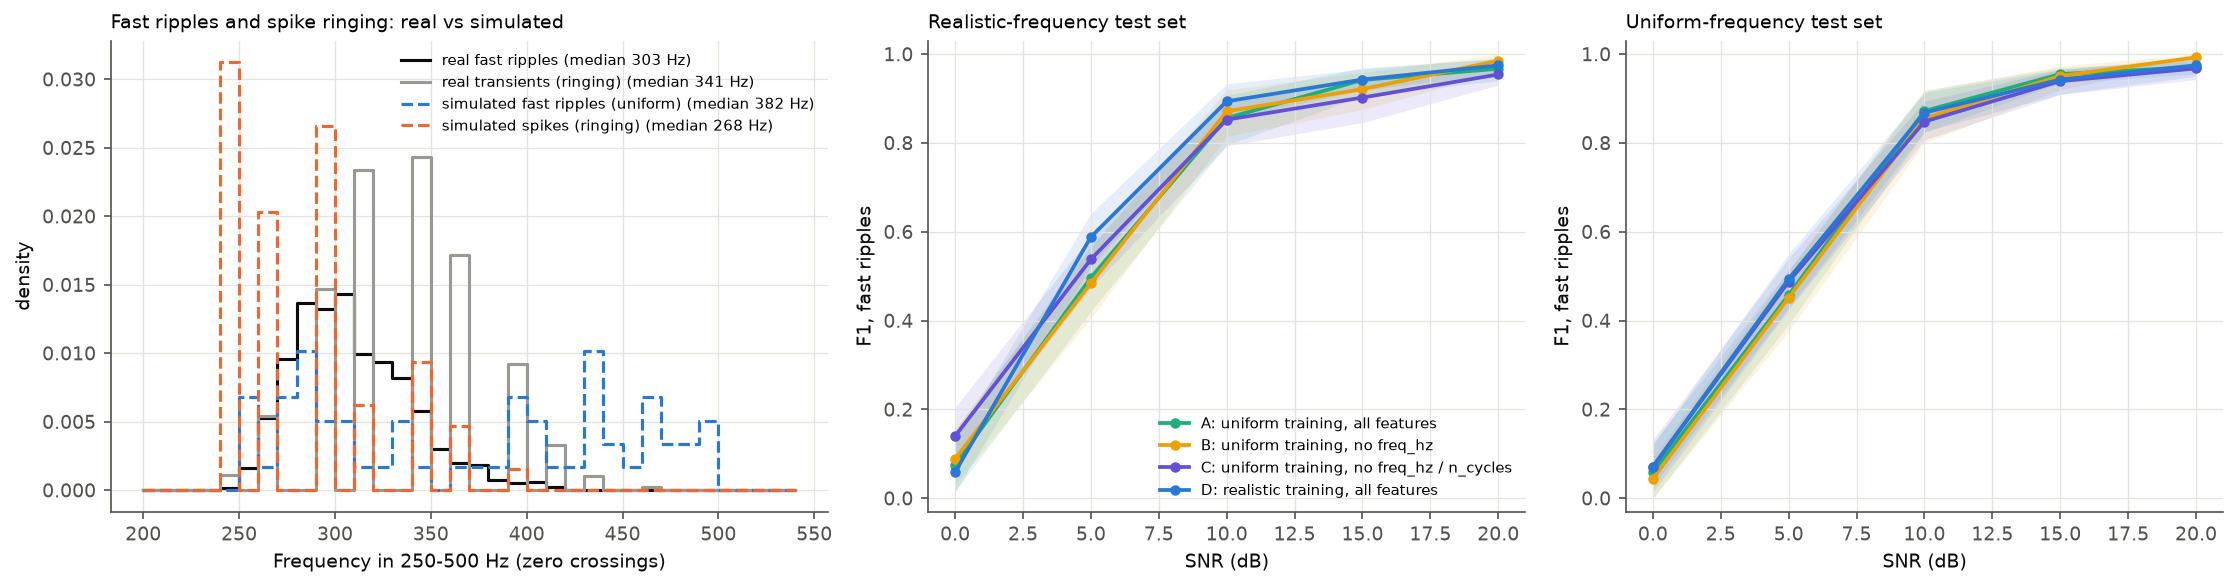 Fast ripples and spike ringing: real vs simulated
real fast ripples (median 303 Hz)
real transients (ringing) (median 341 Hz)
simulated fast ripples (uniform) (median 382 Hz)
simulated spikes (ringing) (median 268 Hz)
density
0.030
0.025
0.020
0.015
0.010
0.005
0.000
200 250 300 350 400 450 500 550
Frequency in 250-500 Hz (zero crossings)
Realistic-frequency test set
F1, fast ripples
1.0
0.8
0.6
0.4
0.2
0.0
A: uniform training, all features
B: uniform training, no freq_hz
C: uniform training, no freq_hz / n_cycles
D: realistic training, all features
0.0 2.5 5.0 7.5 10.0 12.5 15.0 17.5 20.0
SNR (dB)
Uniform-frequency test set
F1, fast ripples
1.0
0.8
0.6
0.4
0.2
0.0
0.0 2.5 5.0 7.5 10.0 12.5 15.0 17.5 20.0
SNR (dB)